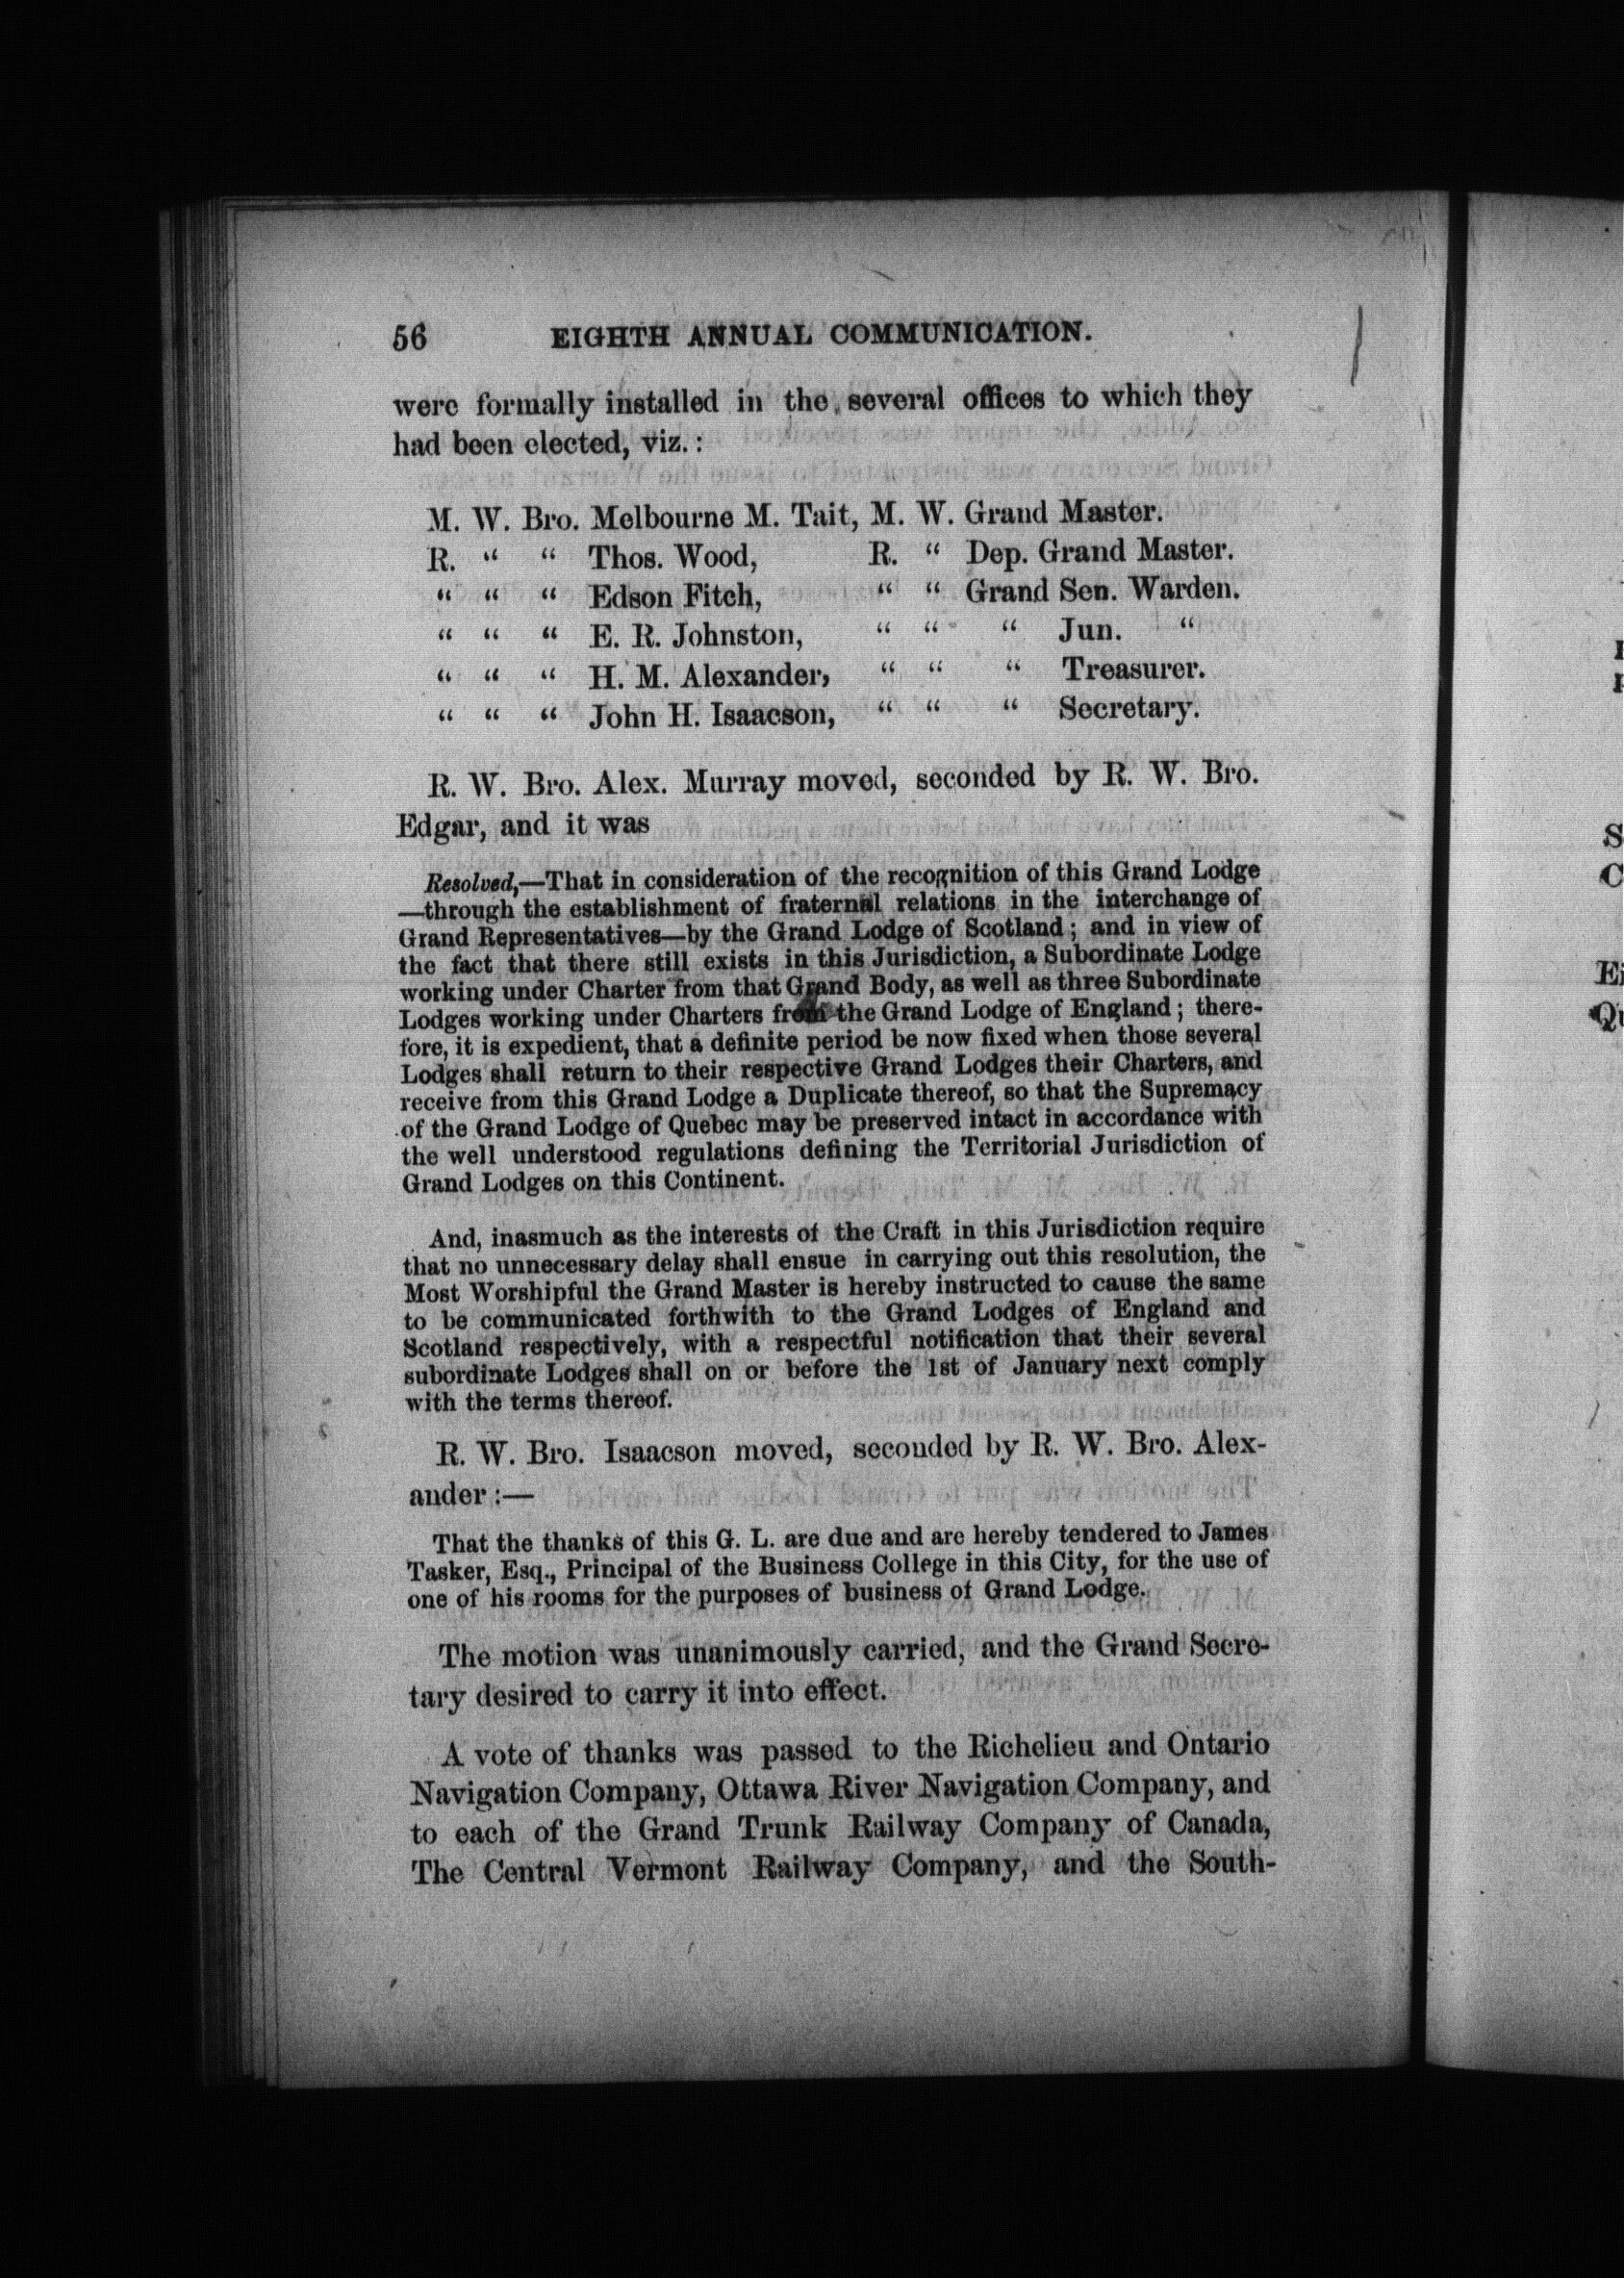 56 EIGHTH ANNUAL COMMUNICATION.
were formally installed in the several offices to which they
had been elected, viz.:
M. W. Bro. Melbourne M. Tait, M. W. Grand Master.
R. “ “ Thos. Wood, R. “ Dep. Grand Master.
“ “ “ Edson Fitch, “ “ Grand Sen. Warden.
“ “ “ E. R. Johnston, “ “ “ Jun. “
“ “ “ H. M. Alexander, “ “ “ Treasurer.
“ “ “ John H. Isaacson, “ “ “ Secretary.
R. W. Bro. Alex. Murray moved, seconded by R. W. Bro.
Edgar, and it was
Resolved,—That in consideration of the recognition of this Grand Lodge
—through the establishment of fraternal relations in the interchange of
Grand Representatives—by the Grand Lodge of Scotland; and in view of
the fact that there still exists in this Jurisdiction, a Subordinate Lodge
working under Charter from that Grand Body, as well as three Subordinate
Lodges working under Charters from the Grand Lodge of England; there-
fore, it is expedient, that a definite period be now fixed when those several
Lodges shall return to their respective Grand Lodges their Charters, and
receive from this Grand Lodge a Duplicate thereof, so that the Supremacy
of the Grand Lodge of Quebec may be preserved intact in accordance with
the well understood regulations defining the Territorial Jurisdiction of
Grand Lodges on this Continent.
And, inasmuch as the interests of the Craft in this Jurisdiction require
that no unnecessary delay shall ensue in carrying out this resolution, the
Most Worshipful the Grand Master is hereby instructed to cause the same
to be communicated forthwith to the Grand Lodges of England and
Scotland respectively, with a respectful notification that their several
subordinate Lodges shall on or before the 1st of January next comply
with the terms thereof.
R. W. Bro. Isaacson moved, seconded by R. W. Bro. Alex-
ander:—
That the thanks of this G. L. are due and are hereby tendered to James
Tasker, Esq., Principal of the Business College in this City, for the use of
one of his rooms for the purposes of business of Grand Lodge.
The motion was unanimously carried, and the Grand Secre-
tary desired to carry it into effect.
A vote of thanks was passed to the Richelieu and Ontario
Navigation Company, Ottawa River Navigation Company, and
to each of the Grand Trunk Railway Company of Canada,
The Central Vermont Railway Company, and the South-